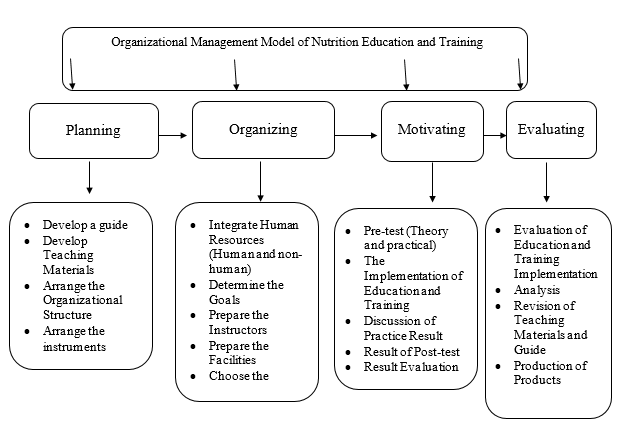 Organizational Management Model of Nutrition Education and Training
Planning
Organizing
Motivating
Evaluating
• Develop a guide
• Develop
Teaching
Materials
• Arrange the
Organizational
Structure
• Arrange the
instruments
• Integrate Human
Resources
(Human and non-
human)
• Determine the
Goals
• Prepare the
Instructors
• Prepare the
Facilities
• Choose the
• Pre-test (Theory
and practical)
• The
Implementation of
Education and
Training
• Discussion of
Practice Result
• Result of Post-test
• Result Evaluation
• Evaluation of
Education and
Training
Implementation
• Analysis
• Revision of
Teaching
Materials and
Guide
• Production of
Products